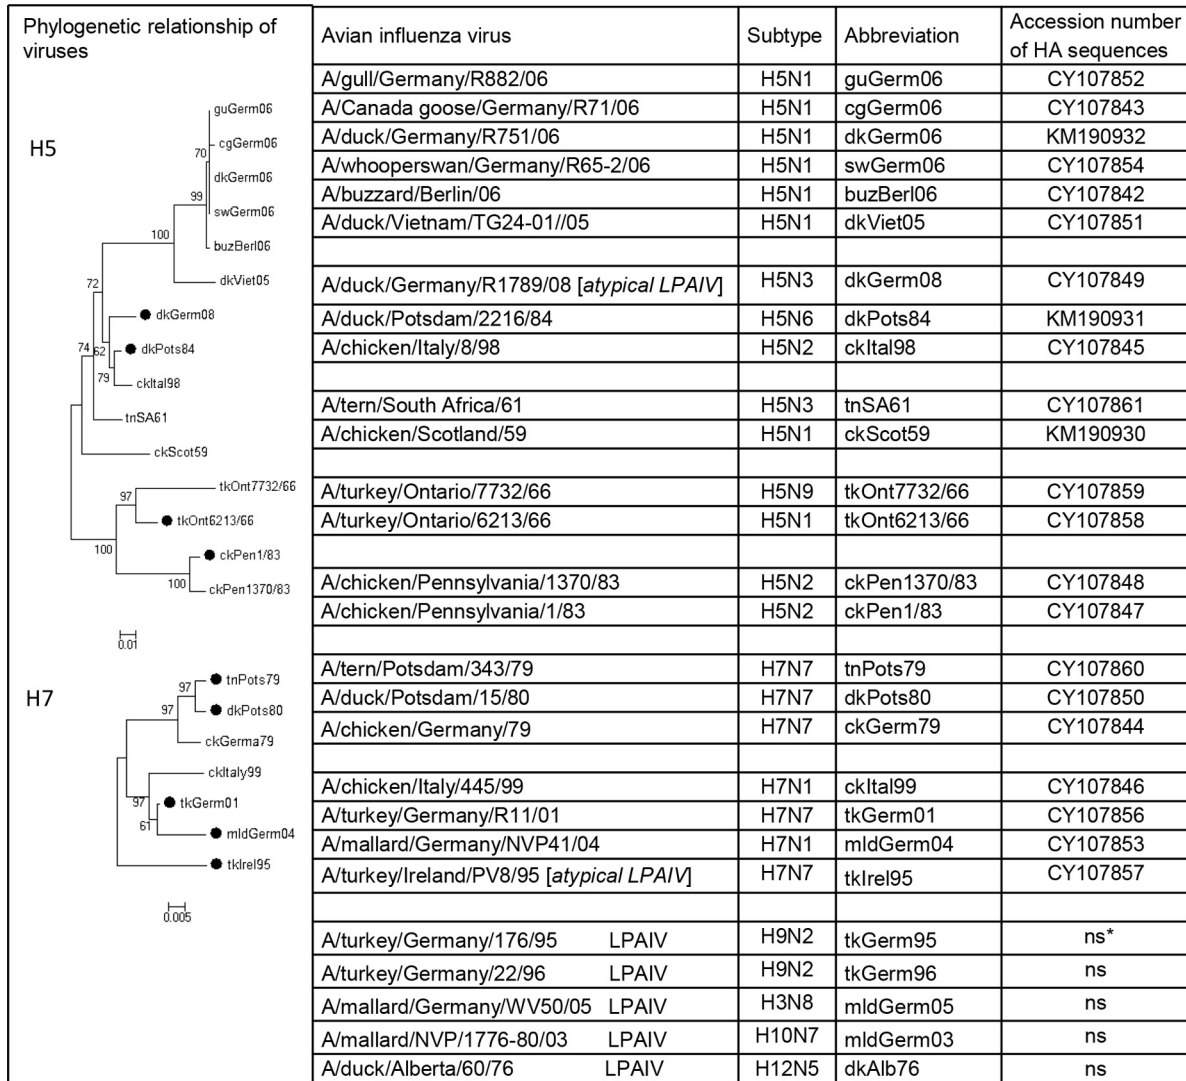 Phylogenetic relationship of
viruses
H5
guGerm06
cgGerm06
70
dkGerm06
99
swGerm06
buzBerl06
100
dkViet05
72
dkGerm08
74
62
dkPots84
79
ckItal98
tnSA61
ckScot59
tkOnt7732/66
97
tkOnt6213/66
100
ckPen1/83
100
ckPen1370/83
0.01
H7
tnPots79
97
97
dkPots80
ckGerma79
ckItaly99
97
tkGerm01
61
mldGerm04
tkIrel95
0.005
Avian influenza virus Subtype Abbreviation Accession number
of HA sequences
A/gull/Germany/R882/06 H5N1 guGerm06 CY107852
A/Canada goose/Germany/R71/06 H5N1 cgGerm06 CY107843
A/duck/Germany/R751/06 H5N1 dkGerm06 KM190932
A/whooperswan/Germany/R65-2/06 H5N1 swGerm06 CY107854
A/buzzard/Berlin/06 H5N1 buzBerl06 CY107842
A/duck/Vietnam/TG24-01//05 H5N1 dkViet05 CY107851
A/duck/Germany/R1789/08 [atypical LPAIV] H5N3 dkGerm08 CY107849
A/duck/Potsdam/2216/84 H5N6 dkPots84 KM190931
A/chicken/Italy/8/98 H5N2 ckItal98 CY107845
A/tern/South Africa/61 H5N3 tnSA61 CY107861
A/chicken/Scotland/59 H5N1 ckScot59 KM190930
A/turkey/Ontario/7732/66 H5N9 tkOnt7732/66 CY107859
A/turkey/Ontario/6213/66 H5N1 tkOnt6213/66 CY107858
A/chicken/Pennsylvania/1370/83 H5N2 ckPen1370/83 CY107848
A/chicken/Pennsylvania/1/83 H5N2 ckPen1/83 CY107847
A/tern/Potsdam/343/79 H7N7 tnPots79 CY107860
A/duck/Potsdam/15/80 H7N7 dkPots80 CY107850
A/chicken/Germany/79 H7N7 ckGerm79 CY107844
A/chicken/Italy/445/99 H7N1 ckItal99 CY107846
A/turkey/Germany/R11/01 H7N7 tkGerm01 CY107856
A/mallard/Germany/NVP41/04 H7N1 mldGerm04 CY107853
A/turkey/Ireland/PV8/95 [atypical LPAIV] H7N7 tkIrel95 CY107857
A/turkey/Germany/176/95 LPAIV H9N2 tkGerm95 ns*
A/turkey/Germany/22/96 LPAIV H9N2 tkGerm96 ns
A/mallard/Germany/WV50/05 LPAIV H3N8 mldGerm05 ns
A/mallard/NVP/1776-80/03 LPAIV H10N7 mldGerm03 ns
A/duck/Alberta/60/76 LPAIV H12N5 dkAlb76 ns